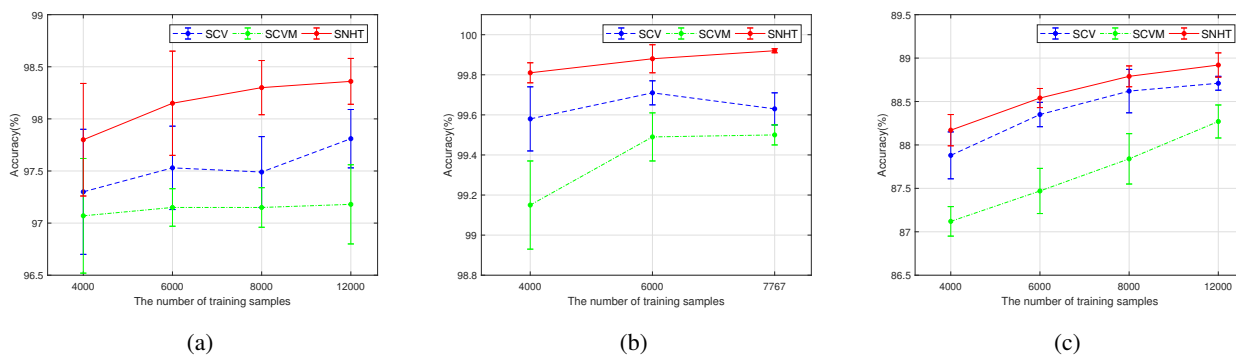 99
98.5
98
97.5
97
96.5
Accuracy(%)
SCV SCVM SNHT
4000 6000 8000 12000
The number of training samples
(a)
100
99.8
99.6
99.4
99.2
99
98.8
Accuracy(%)
SCV SCVM SNHT
4000 6000 7767
The number of training samples
(b)
89.5
89
88.5
88
87.5
87
86.5
Accuracy(%)
SCV SCVM SNHT
4000 6000 8000 12000
The number of training samples
(c)